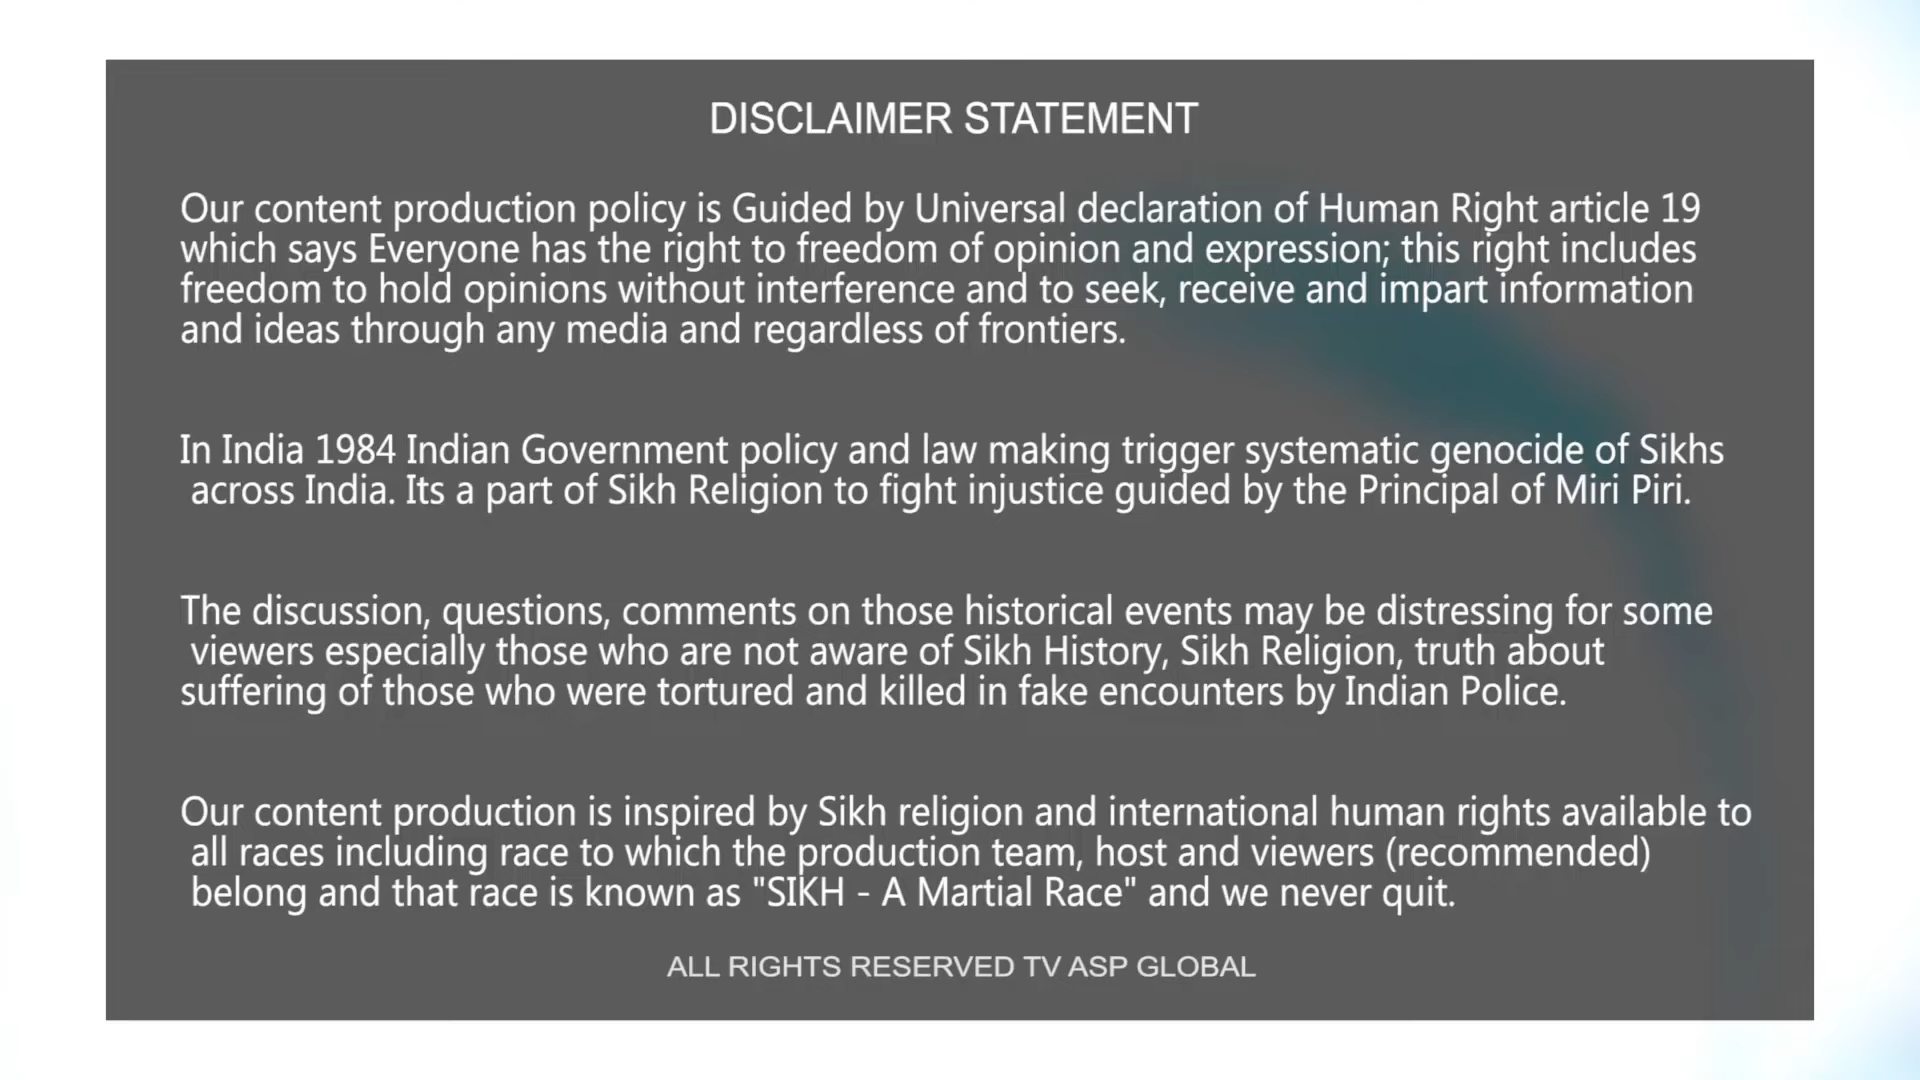 DISCLAIMER STATEMENT
Our content production policy is Guided by Universal declaration of Human Right article 19
which says Everyone has the right to freedom of opinion and expression; this right includes
freedom to hold opinions without interference and to seek, receive and impart information
and ideas through any media and regardless of frontiers.
In India 1984 Indian Government policy and law making trigger systematic genocide of Sikhs
across India. Its a part of Sikh Religion to fight injustice guided by the Principal of Miri Piri.
The discussion, questions, comments on those historical events may be distressing for some
viewers especially those who are not aware of Sikh History, Sikh Religion, truth about
suffering of those who were tortured and killed in fake encounters by Indian Police.
Our content production is inspired by Sikh religion and international human rights available to
all races including race to which the production team, host and viewers (recommended)
belong and that race is known as "SIKH - A Martial Race" and we never quit.
ALL RIGHTS RESERVED TV ASP GLOBAL